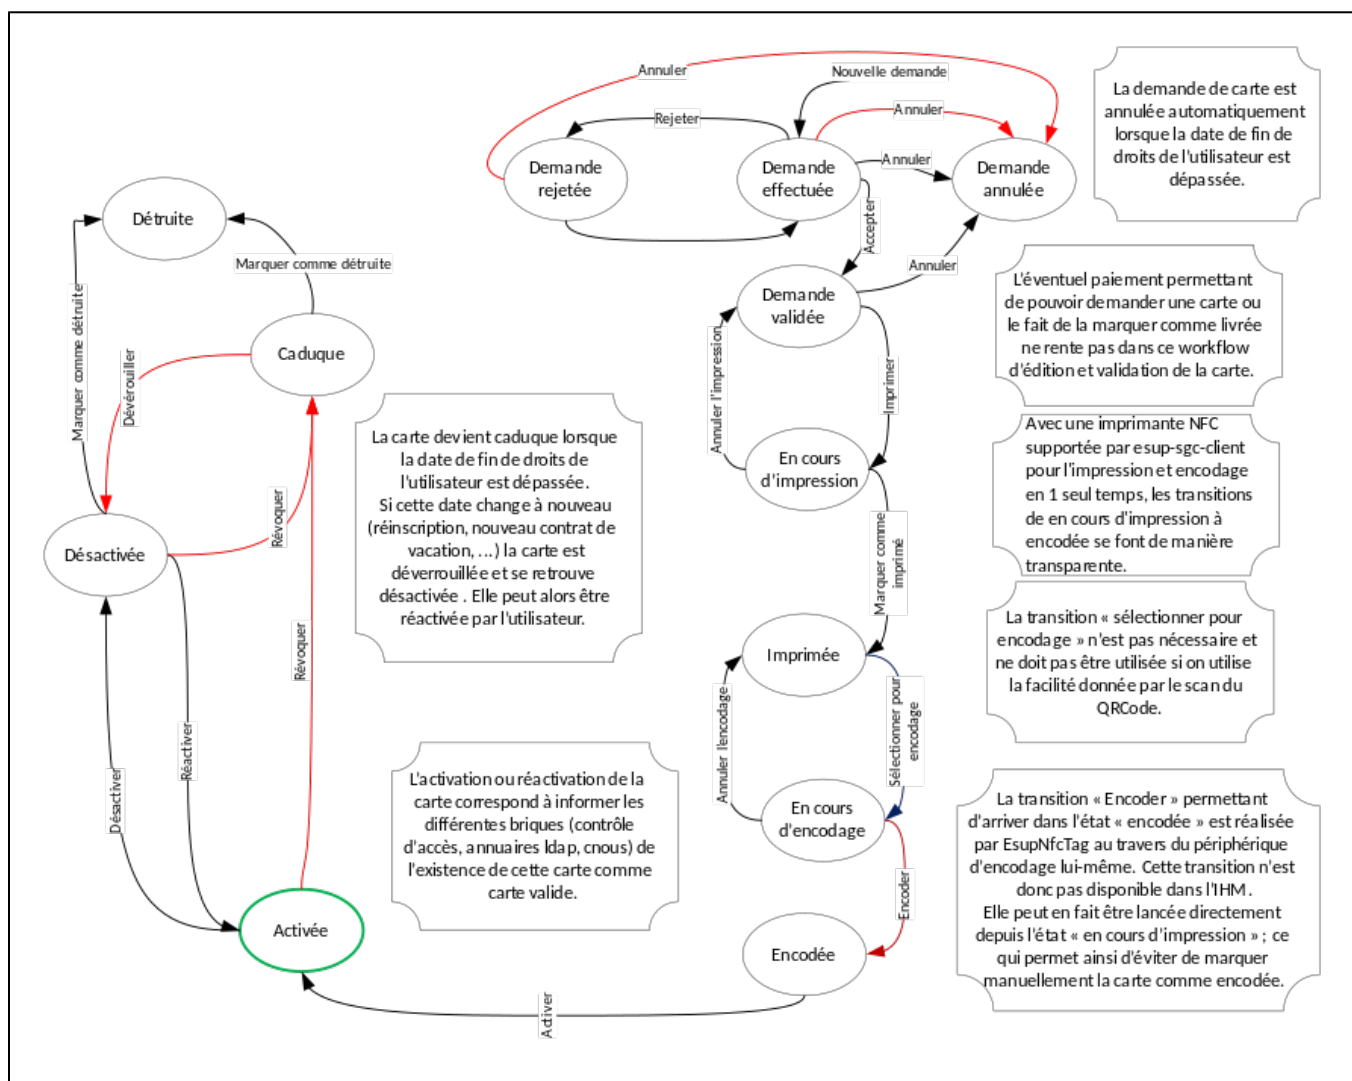 Annuler
Nouvelle demande
Rejeter
Annuler
Demande
rejetée
Demande
effectuée
Annuler
Demande
annulée
La demande de carte est
annulée automatiquement
lorsque la date de fin de
droits de l'utilisateur est
dépassée.
Détruite
Accepter
Marquer comme détruite
Annuler
Demande
validée
L'éventuel paiement permettant
de pouvoir demander une carte ou
le fait de la marquer comme livrée
ne rente pas dans ce workflow
d'édition et validation de la carte.
Marquer comme détruite
Caduque
Dévérouiller
Annuler l'impression
Imprimer
La carte devient caduque lorsque
la date de fin de droits de
l'utilisateur est dépassée.
Si cette date change à nouveau
(réinscription, nouveau contrat de
vacation, ...) la carte est
déverrouillée et se retrouve
désactivée . Elle peut alors être
réactivée par l'utilisateur.
En cours
d'impression
Avec une imprimante NFC
supportée par esup-sgc-client
pour l'impression et encodage
en 1 seul temps, les transitions
de en cours d'impression à
encodée se font de manière
transparente.
Révoquer
Désactivée
Marquer comme
imprimé
Révoquer
Imprimée
La transition « sélectionner pour
encodage » n'est pas nécessaire et
ne doit pas être utilisée si on utilise
la facilité donnée par le scan du
QRCode.
Réactiver
Désactiver
Annuler l'encodage
Sélectionner pour
encodage
L'activation ou réactivation de la
carte correspond à informer les
différentes briques (contrôle
d'accès, annuaires ldap, cnous) de
l'existence de cette carte comme
carte valide.
En cours
d'encodage
La transition « Encoder » permettant
d'arriver dans l'état « encodée » est réalisée
par EsupNfcTag au travers du périphérique
d'encodage lui-même. Cette transition n'est
donc pas disponible dans l'IHM.
Elle peut en fait être lancée directement
depuis l'état « en cours d'impression » ; ce
qui permet ainsi d'éviter de marquer
manuellement la carte comme encodée.
Encoder
Activée
Encodée
Activer